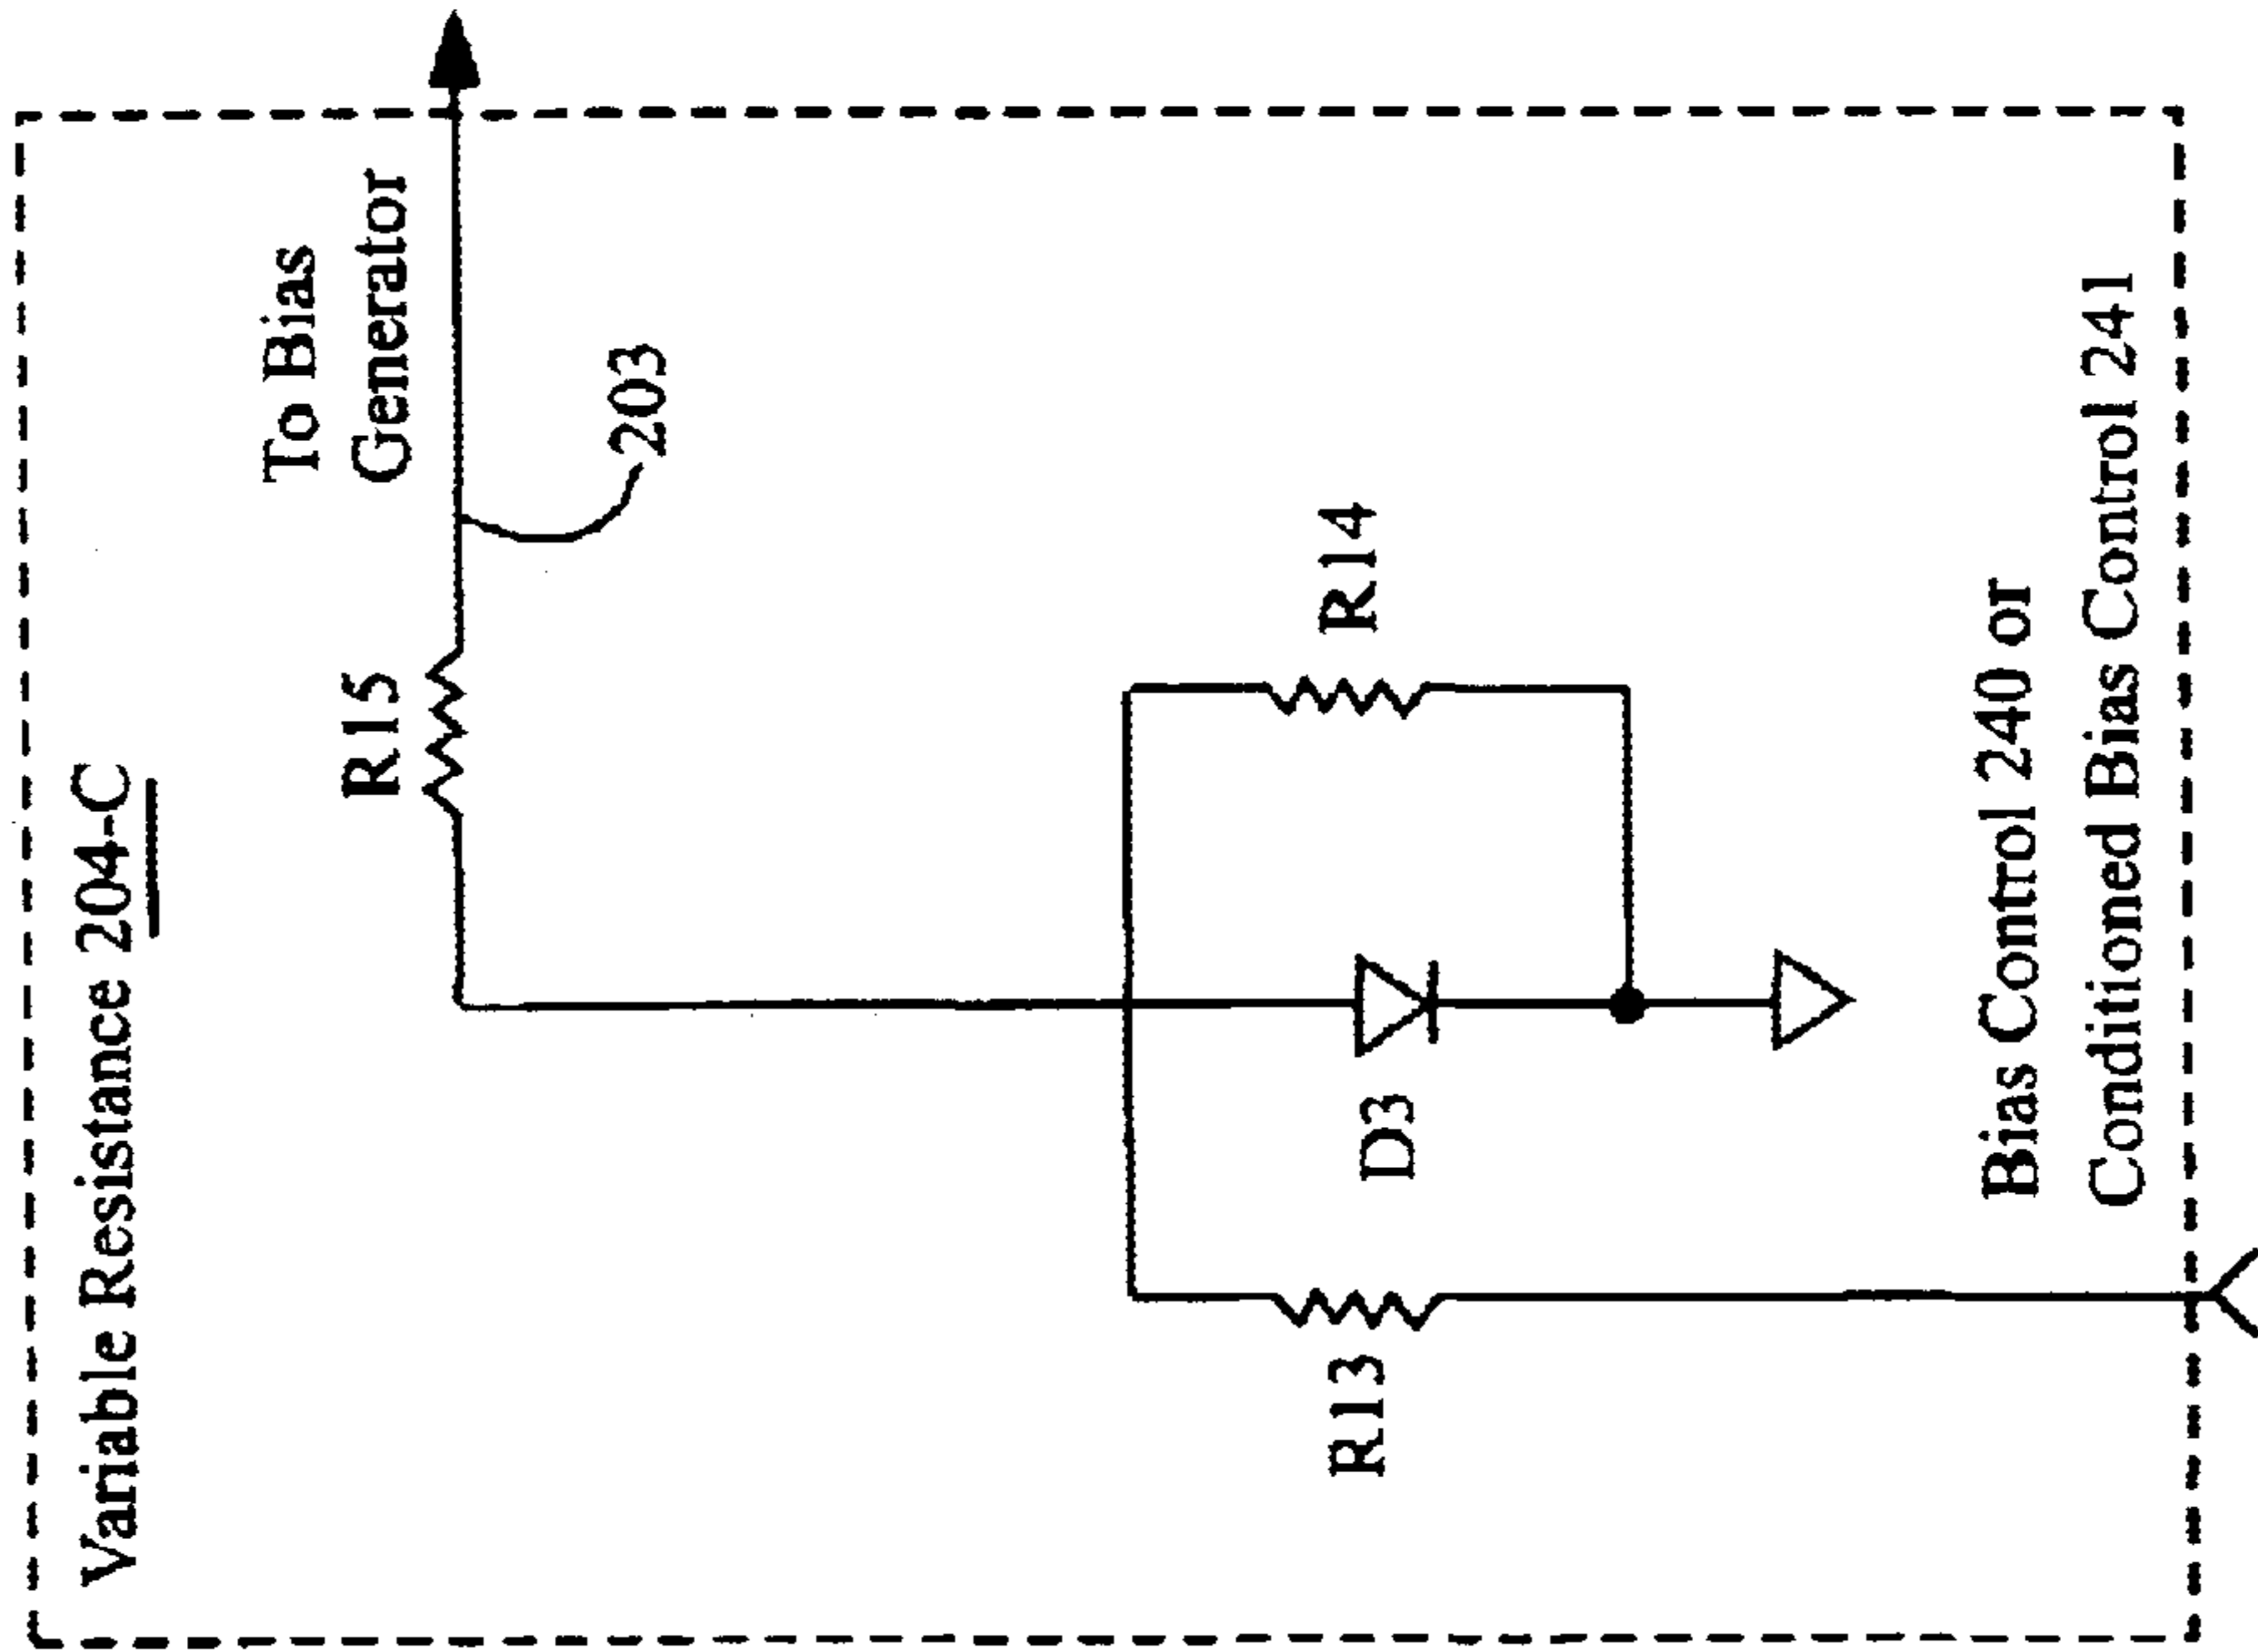 Variable Resistance 204-C
To Bias
Generator
R15
203
R14
D3
R13
Bias Control 240 or
Conditioned Bias Control 241